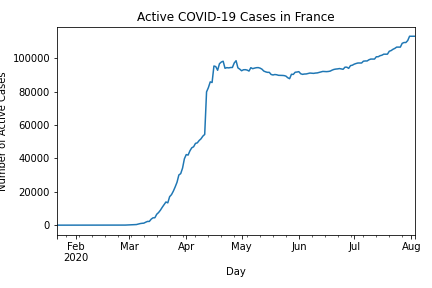 Active COVID-19 Cases in France
Number of Active Cases
100000
80000
60000
40000
20000
0
Feb
2020
Mar
Apr
May
Jun
Jul
Aug
Day